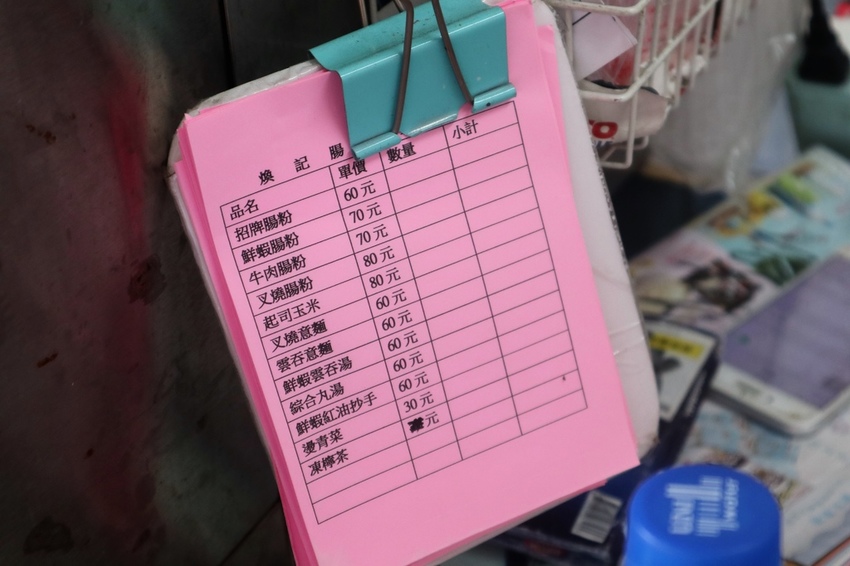 煥記腸
品名 單價 數量 小計
招牌腸粉 60元
鮮蝦腸粉 70元
牛肉腸粉 70元
叉燒腸粉 80元
起司玉米 80元
叉燒意麵 60元
雲吞意麵 60元
鮮蝦雲吞湯 60元
綜合丸湯 60元
鮮蝦紅油抄手 60元
燙青菜 30元
凍檸茶 元